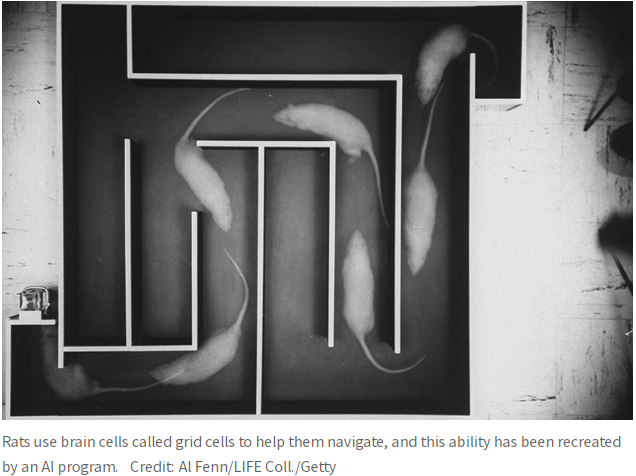 Rats use brain cells called grid cells to help them navigate, and this ability has been recreated
by an AI program. Credit: Al Fenn/LIFE Coll./Getty